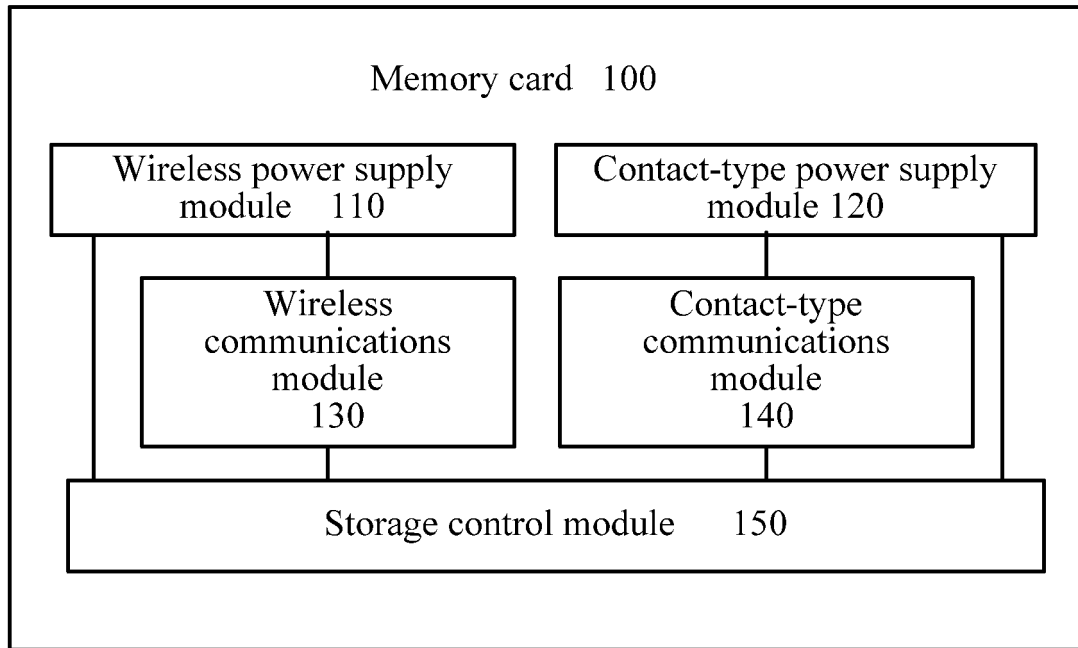 Memory card 100
Wireless power supply
module 110
Contact-type power supply
module 120
Wireless
communications
module
130
Contact-type
communications
module
140
Storage control module 150